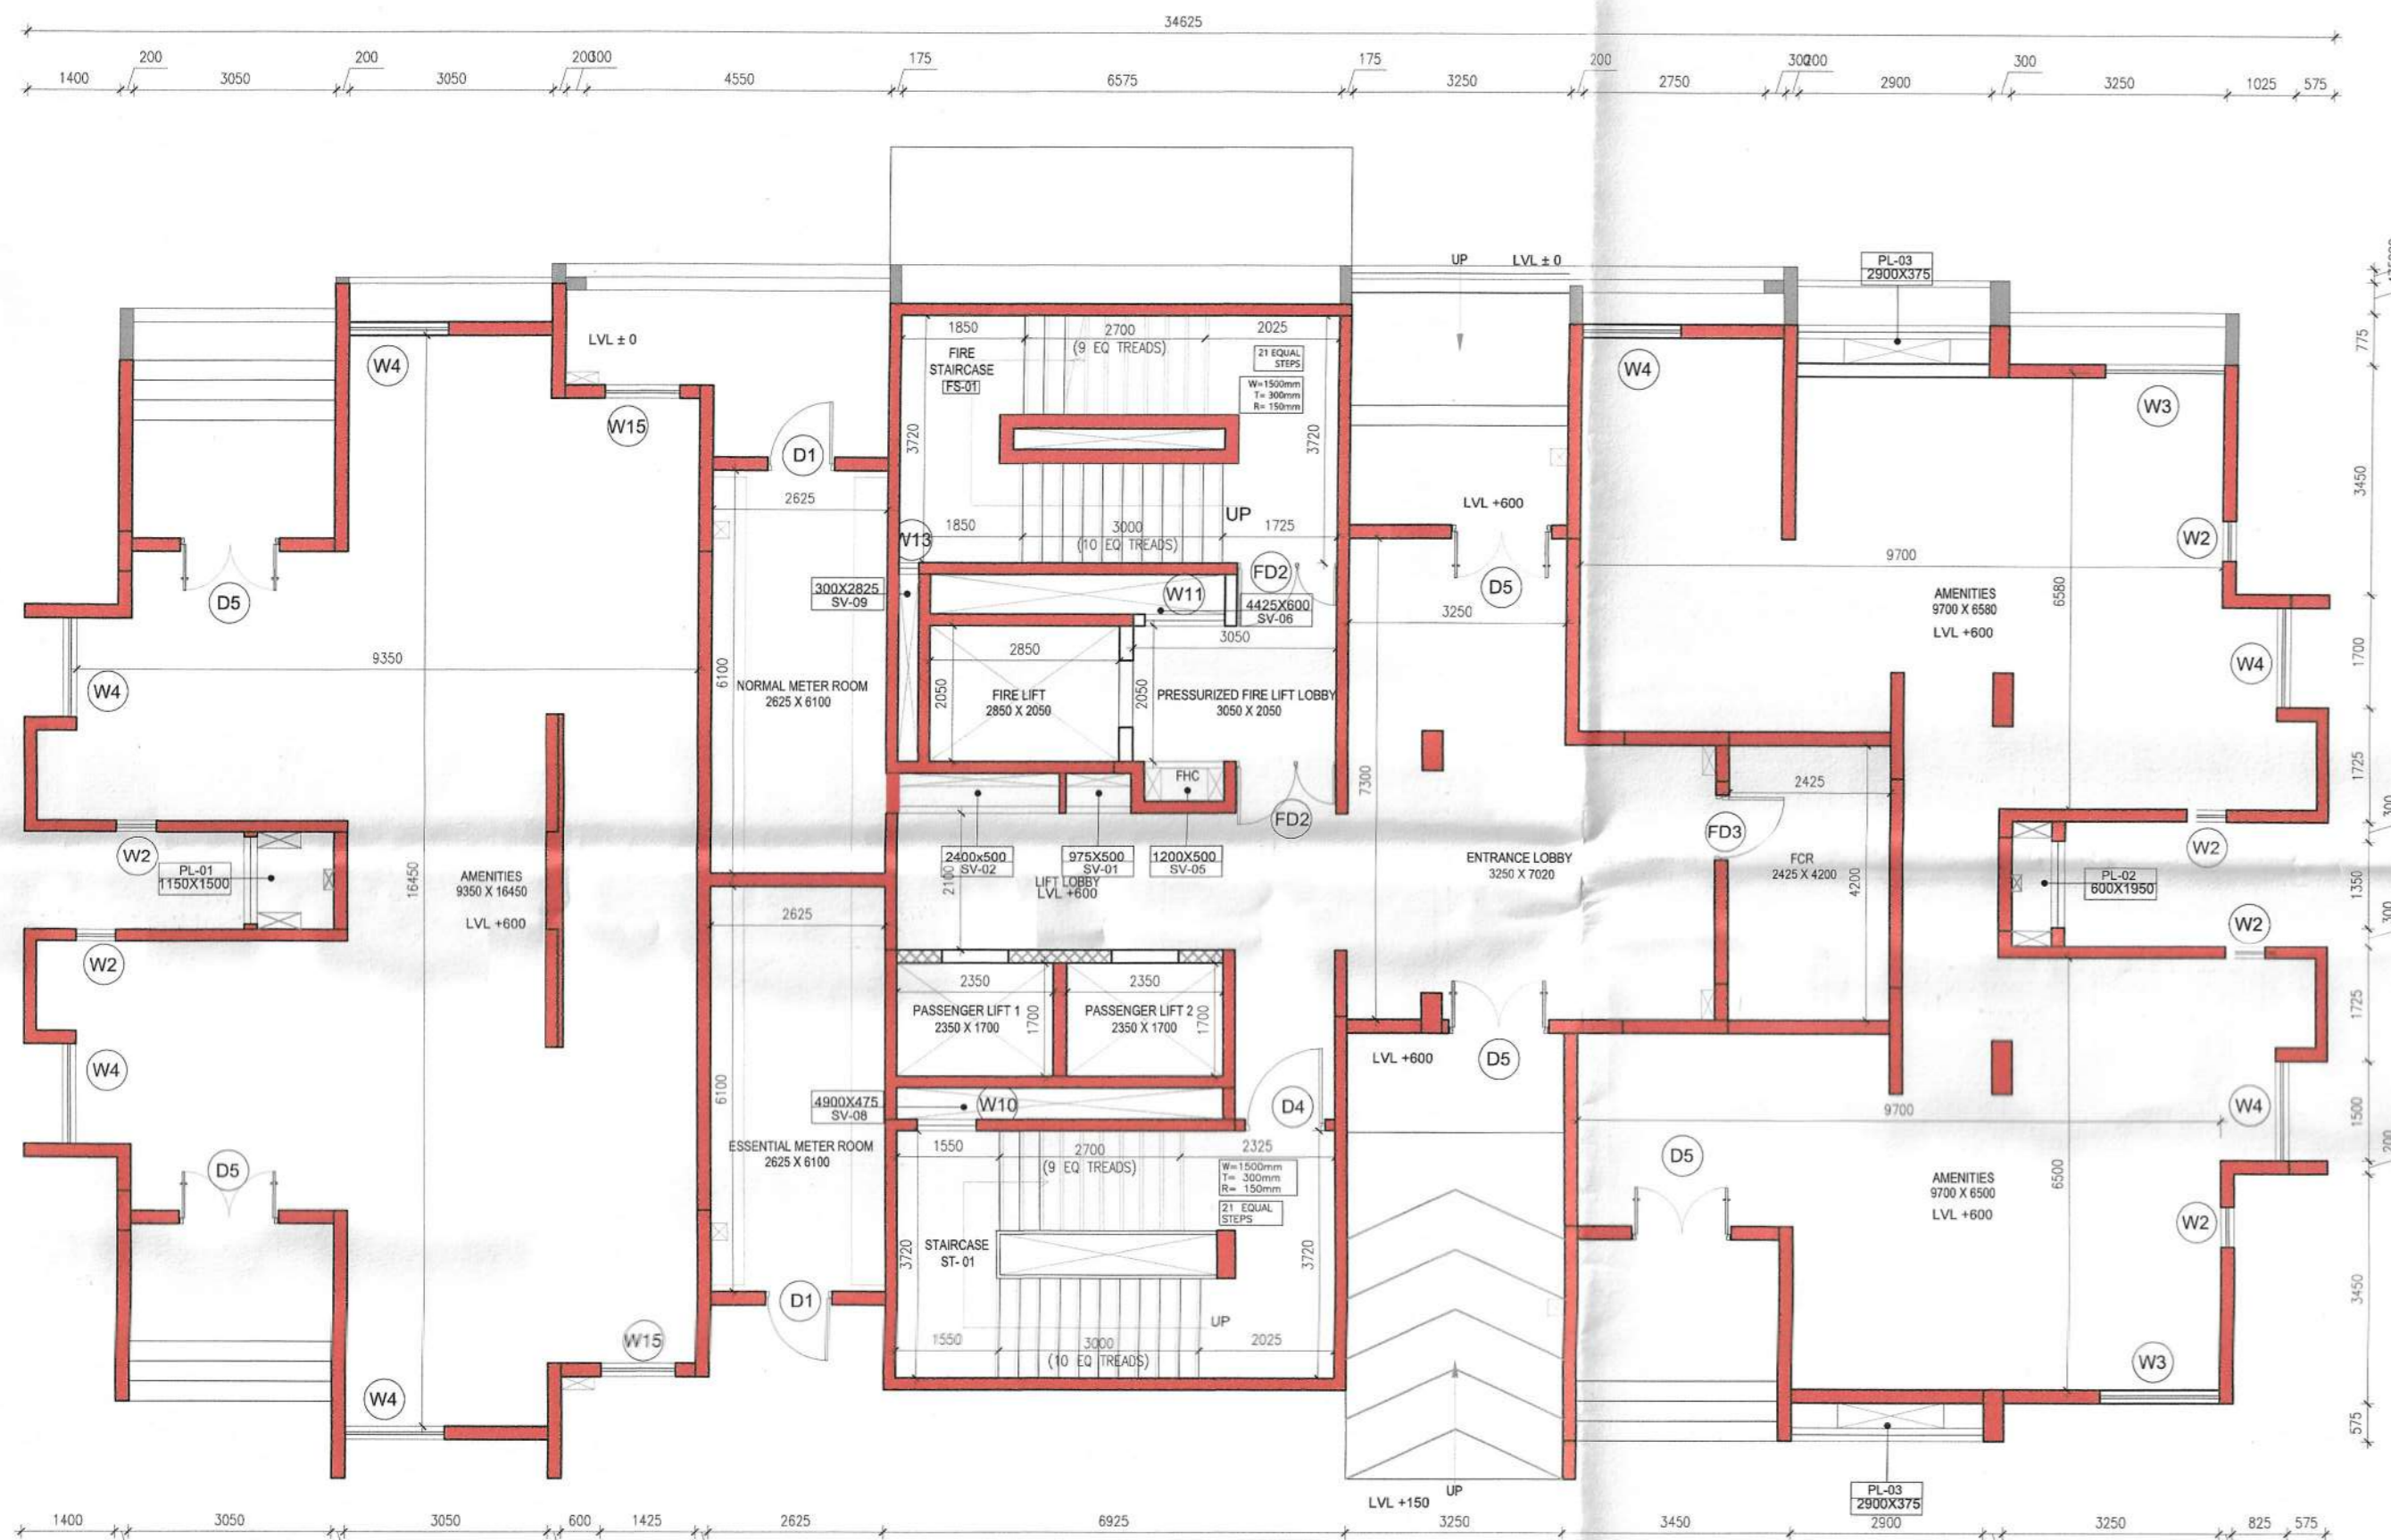 34625
1400
200
3050
200
3050
200
300
4550
175
6575
175
3250
200
2750
300
200
2900
300
3250
1025
575
UP
LVL ± 0
PL-03
2900X375
LVL ± 0
W4
W15
D1
FIRE
STAIRCASE
FS-01
1850
2700
(9 EQ TREADS)
2025
21 EQUAL
STEPS
W=1500mm
T= 300mm
R= 150mm
3720
3720
W4
W3
775
3450
2625
1850
3000
(10 EQ TREADS)
UP
1725
LVL +600
W13
FD2
D5
W2
9700
D5
300X2825
SV-09
W11
4425X600
SV-06
3250
AMENITIES
9700 X 6580
LVL +600
6580
9350
6100
2850
3050
2050
2050
W4
NORMAL METER ROOM
2625 X 6100
FIRE LIFT
2850 X 2050
PRESSURIZED FIRE LIFT LOBBY
3050 X 2050
W4
1700
FHC
7300
2425
1725
300
FD2
FD3
W2
PL-01
1150X1500
16450
AMENITIES
9350 X 16450
LVL +600
2100
2400x500
SV-02
975X500
SV-01
1200X500
SV-05
LIFT LOBBY
LVL +600
ENTRANCE LOBBY
3250 X 7020
FCR
2425 X 4200
4200
W2
PL-02
600X1950
1350
300
W2
2625
W2
2350
2350
PASSENGER LIFT 1
2350 X 1700
1700
PASSENGER LIFT 2
2350 X 1700
1700
1725
W4
6100
LVL +600
D5
4900X475
SV-08
W10
D4
9700
W4
1500
200
D5
ESSENTIAL METER ROOM
2625 X 6100
1550
2700
(9 EQ TREADS)
2325
W=1500mm
T= 300mm
R= 150mm
21 EQUAL
STEPS
D5
AMENITIES
9700 X 6500
LVL +600
6500
W2
3720
STAIRCASE
ST- 01
3720
3450
D1
UP
W15
1550
3000
(10 EQ TREADS)
2025
W3
W4
575
PL-03
2900X375
LVL +150
UP
1400
3050
3050
600
1425
2625
6925
3250
3450
2900
3250
825
575